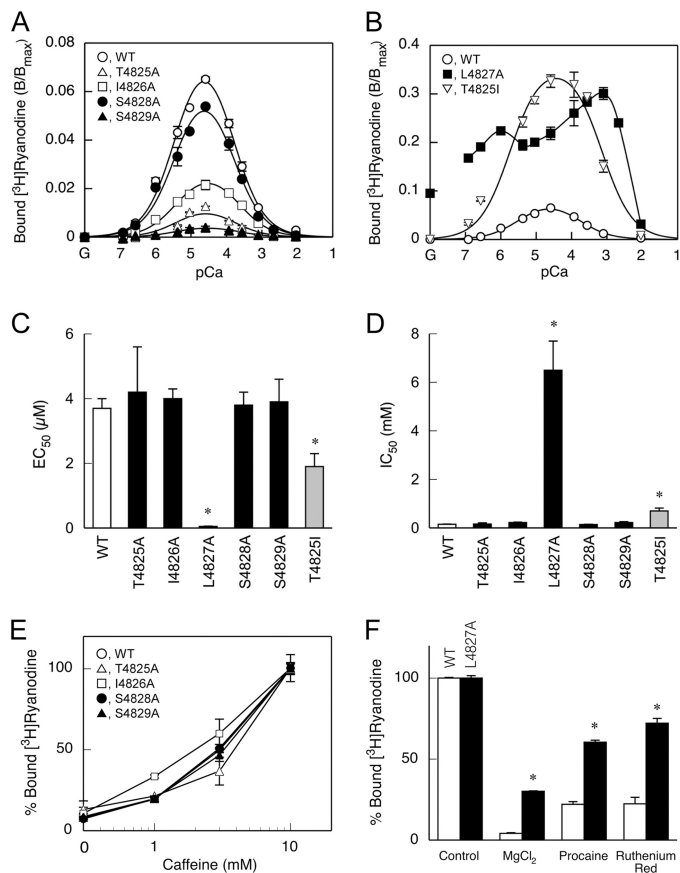 A
Bound [³H]Ryanodine (B/Bmax)
0.08
0.06
0.04
0.02
0
○, WT
△, T4825A
□, I4826A
●, S4828A
▲, S4829A
G 7 6 5 4 3 2 1
pCa
B
Bound [³H]Ryanodine (B/Bmax)
0.4
0.3
0.2
0.1
0
○, WT
■, L4827A
▽, T4825I
G 7 6 5 4 3 2 1
pCa
C
EC50 (µM)
6
4
2
0
*
*
WT T4825A I4826A L4827A S4828A S4829A T4825I
D
IC50 (mM)
8
6
4
2
0
*
*
WT T4825A I4826A L4827A S4828A S4829A T4825I
E
% Bound [³H]Ryanodine
100
50
0
○, WT
△, T4825A
□, I4826A
●, S4828A
▲, S4829A
0 1 10
Caffeine (mM)
F
% Bound [³H]Ryanodine
100
75
50
25
0
WT L4827A
*
*
*
Control MgCl2 Procaine Ruthenium Red